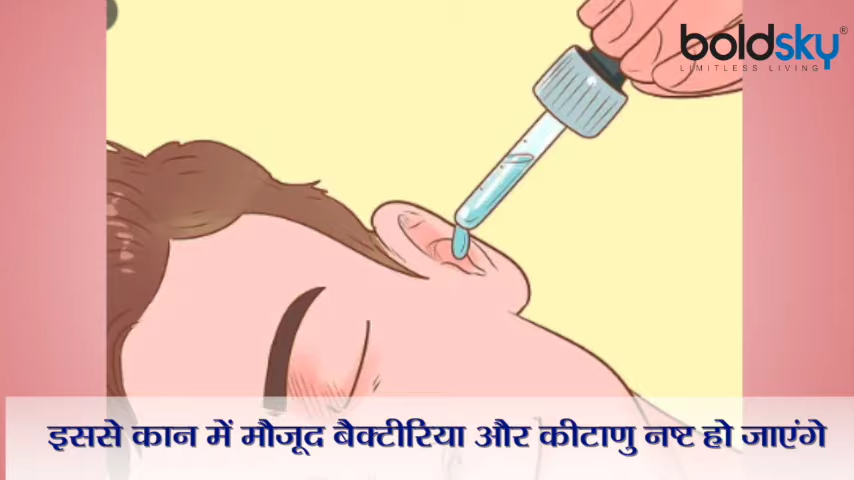 boldsky®
LIMITLESS LIVING
इससे कान में मौजूद बैक्टीरिया और कीटाणु नष्ट हो जाएंगे